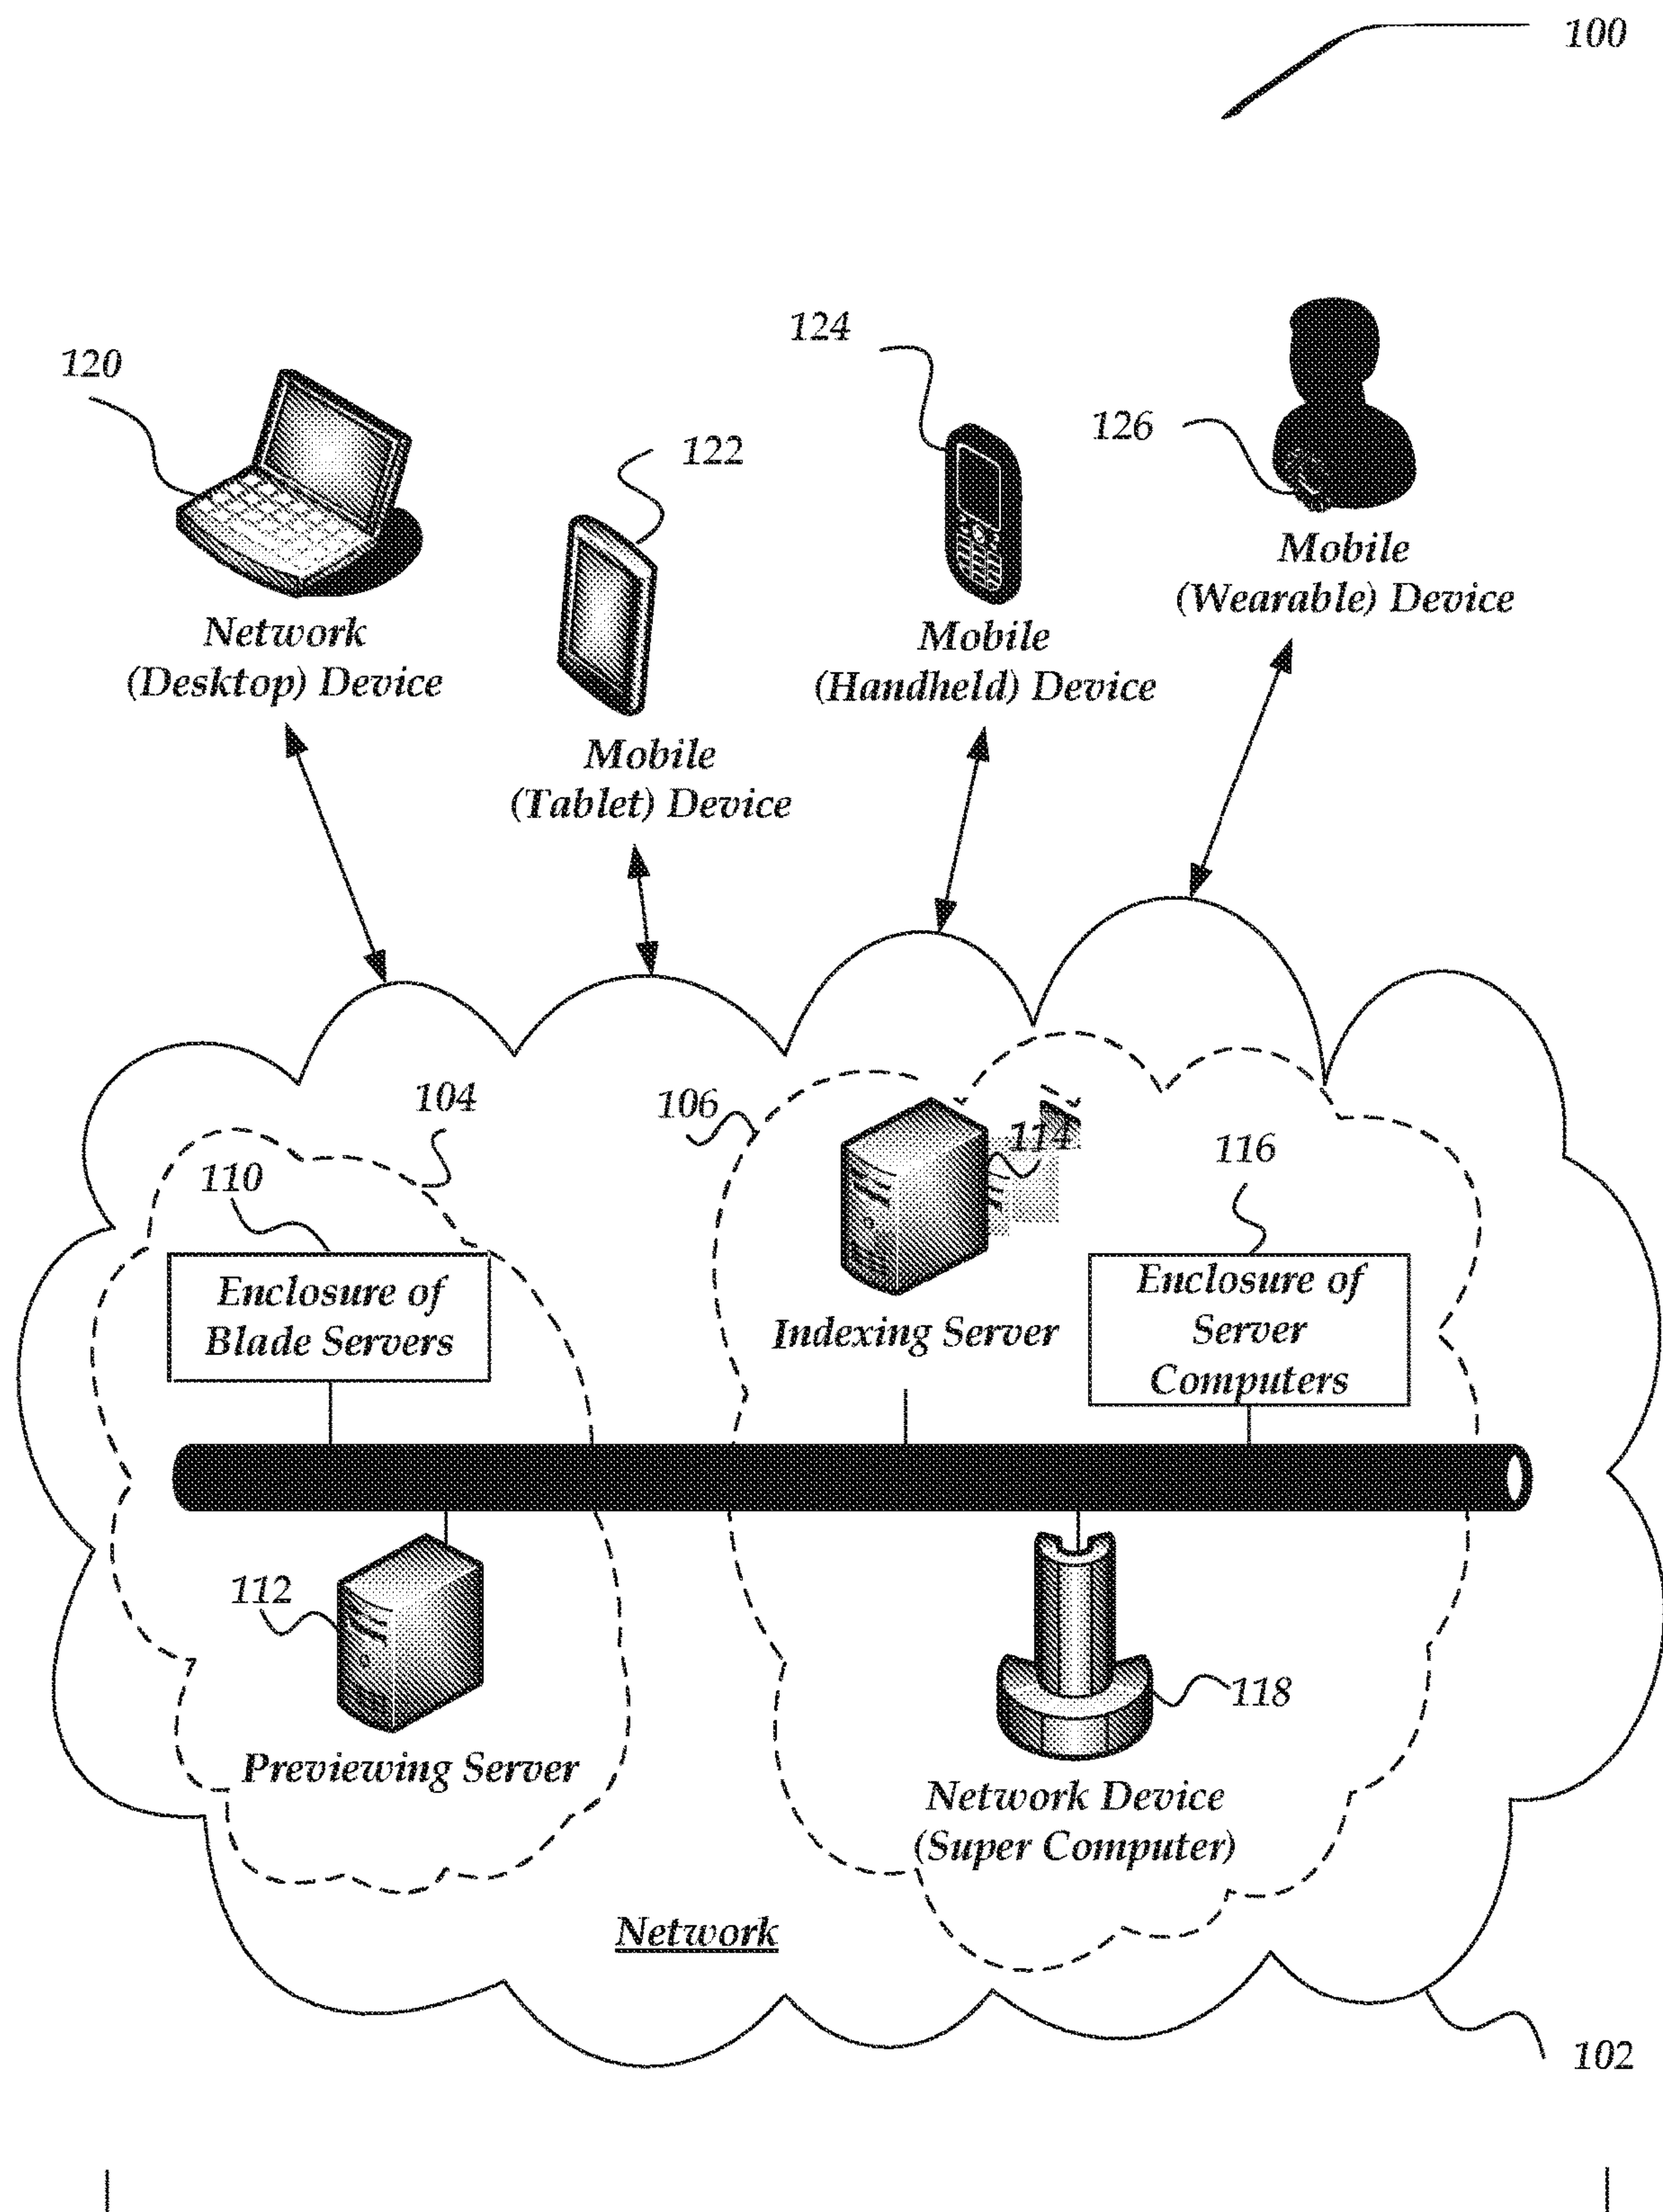 100
120
Network
(Desktop) Device
122
Mobile
(Tablet) Device
124
Mobile
(Handheld) Device
126
Mobile
(Wearable) Device
104
110
Enclosure of
Blade Servers
106
114
Indexing Server
116
Enclosure of
Server
Computers
112
Previewing Server
118
Network Device
(Super Computer)
Network
102